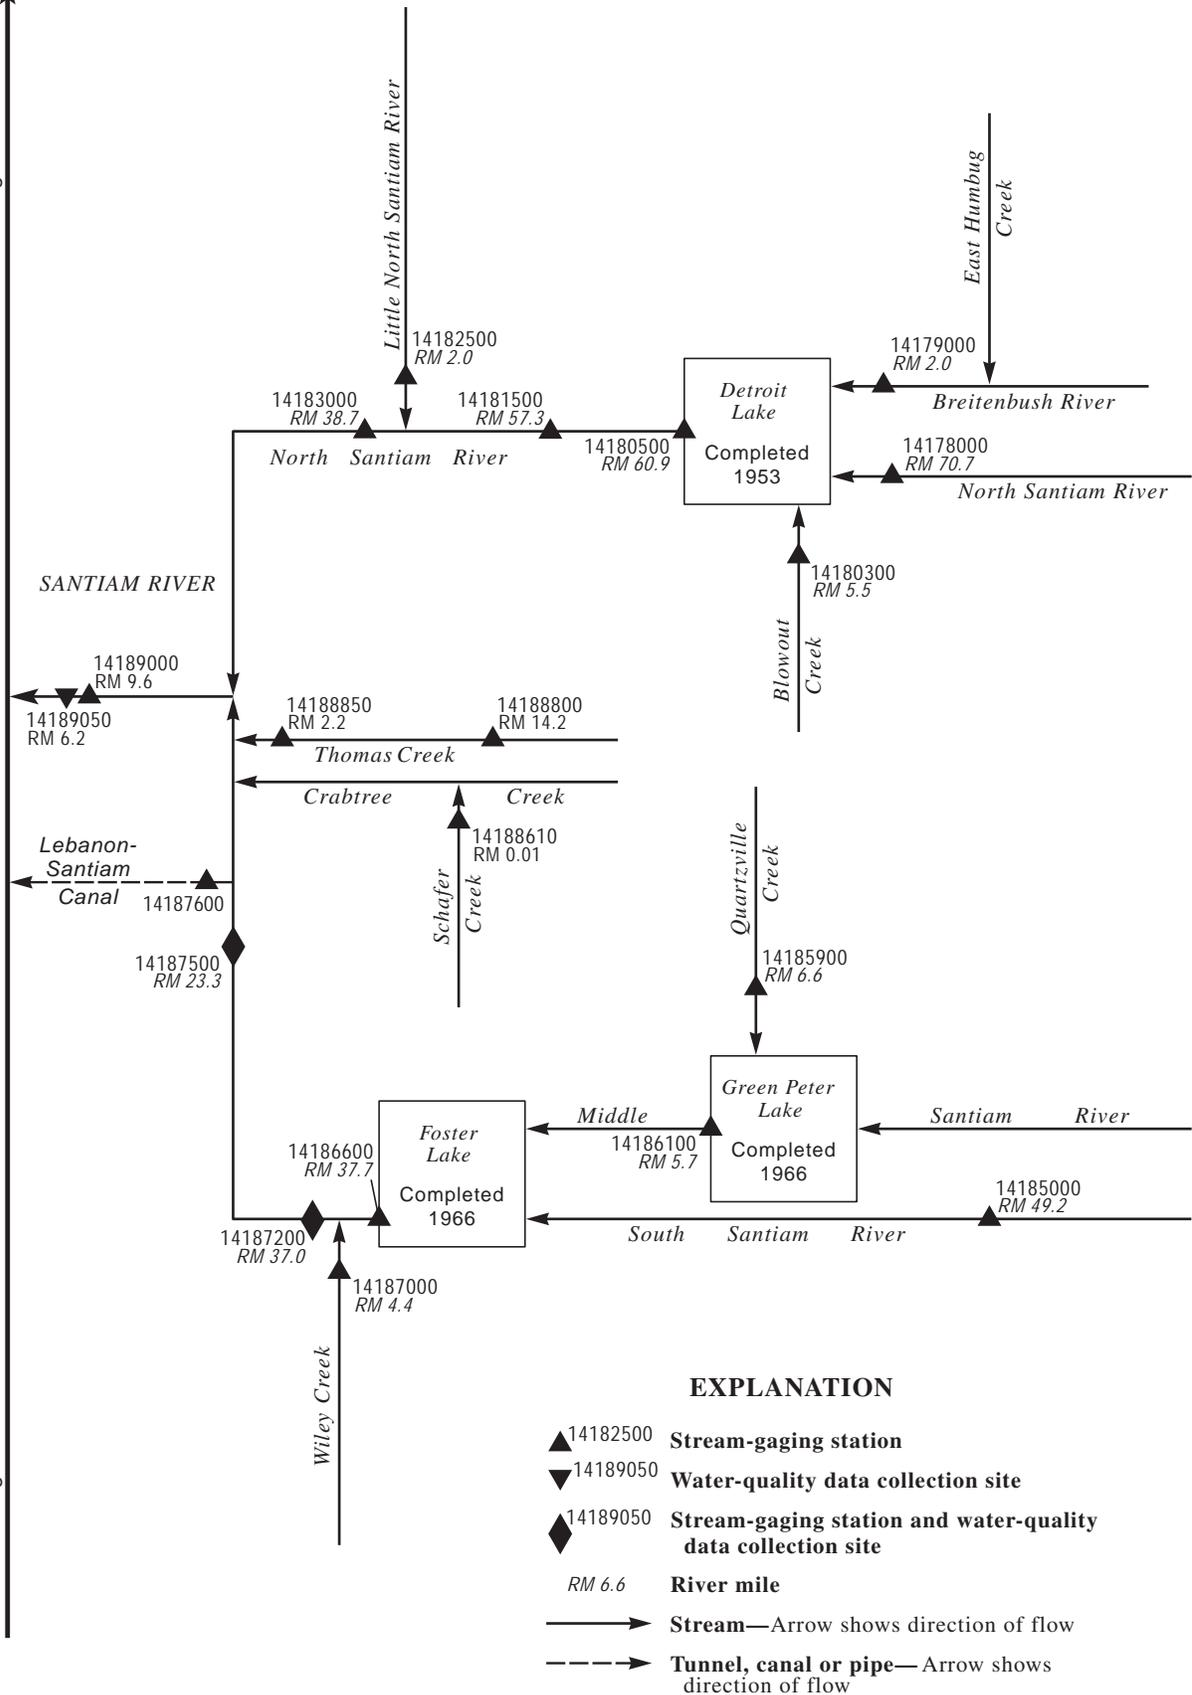 Little North Santiam River
East Humbug
Creek
14182500
RM 2.0
14179000
RM 2.0
Breitenbush River
Detroit
Lake
Completed
1953
14183000
RM 38.7
14181500
RM 57.3
14180500
RM 60.9
North Santiam River
14178000
RM 70.7
North Santiam River
14180300
RM 5.5
Blowout
Creek
SANTIAM RIVER
14189000
RM 9.6
14189050
RM 6.2
14188850
RM 2.2
14188800
RM 14.2
Thomas Creek
Crabtree Creek
14188610
RM 0.01
Schafer
Creek
Lebanon-
Santiam
Canal
14187600
14187500
RM 23.3
Quartzville
Creek
14185900
RM 6.6
Green Peter
Lake
Completed
1966
Middle
Santiam River
14186100
RM 5.7
Foster
Lake
Completed
1966
14186600
RM 37.7
14185000
RM 49.2
South Santiam River
14187200
RM 37.0
14187000
RM 4.4
Wiley Creek
EXPLANATION
14182500 Stream-gaging station
14189050 Water-quality data collection site
14189050 Stream-gaging station and water-quality
data collection site
RM 6.6 River mile
Stream—Arrow shows direction of flow
Tunnel, canal or pipe—Arrow shows
direction of flow